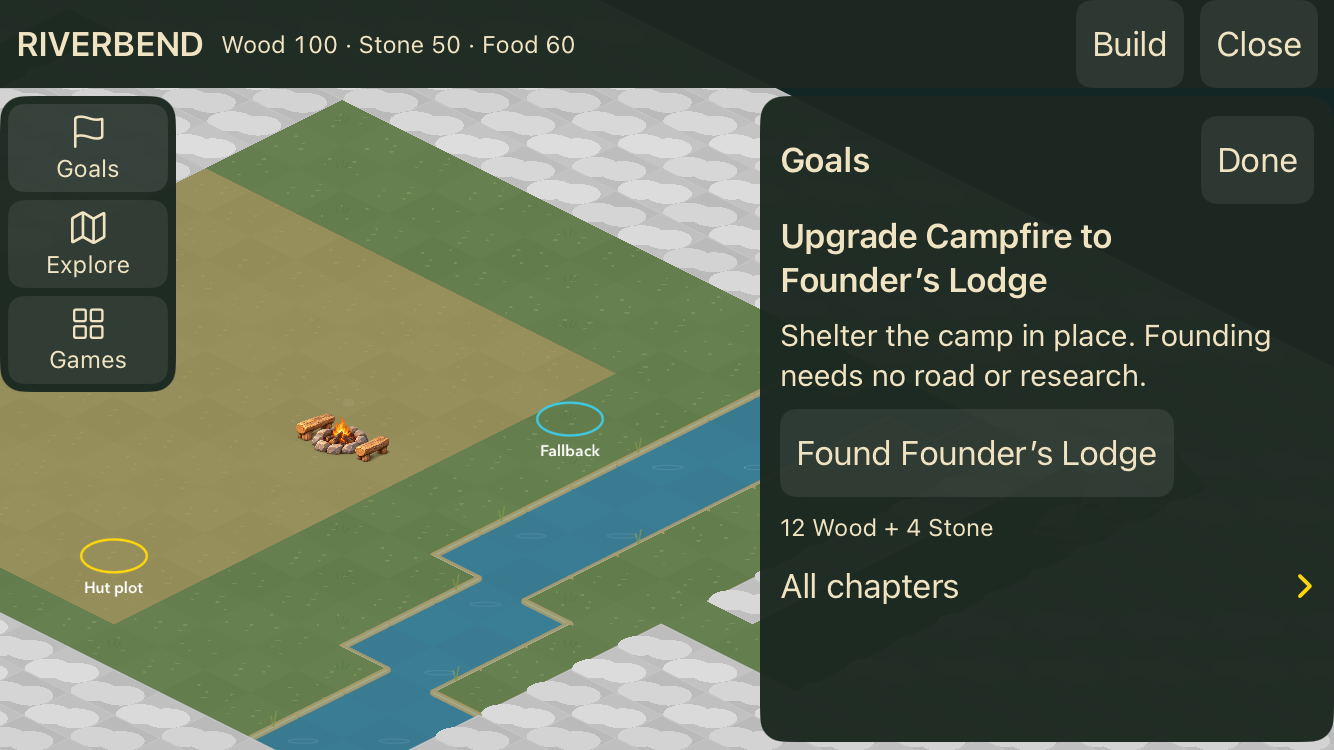 RIVERBEND Wood 100 · Stone 50 · Food 60
Build
Close
Goals
Explore
Games
Fallback
Hut plot
Goals
Done
Upgrade Campfire to
Founder’s Lodge
Shelter the camp in place. Founding
needs no road or research.
Found Founder’s Lodge
12 Wood + 4 Stone
All chapters